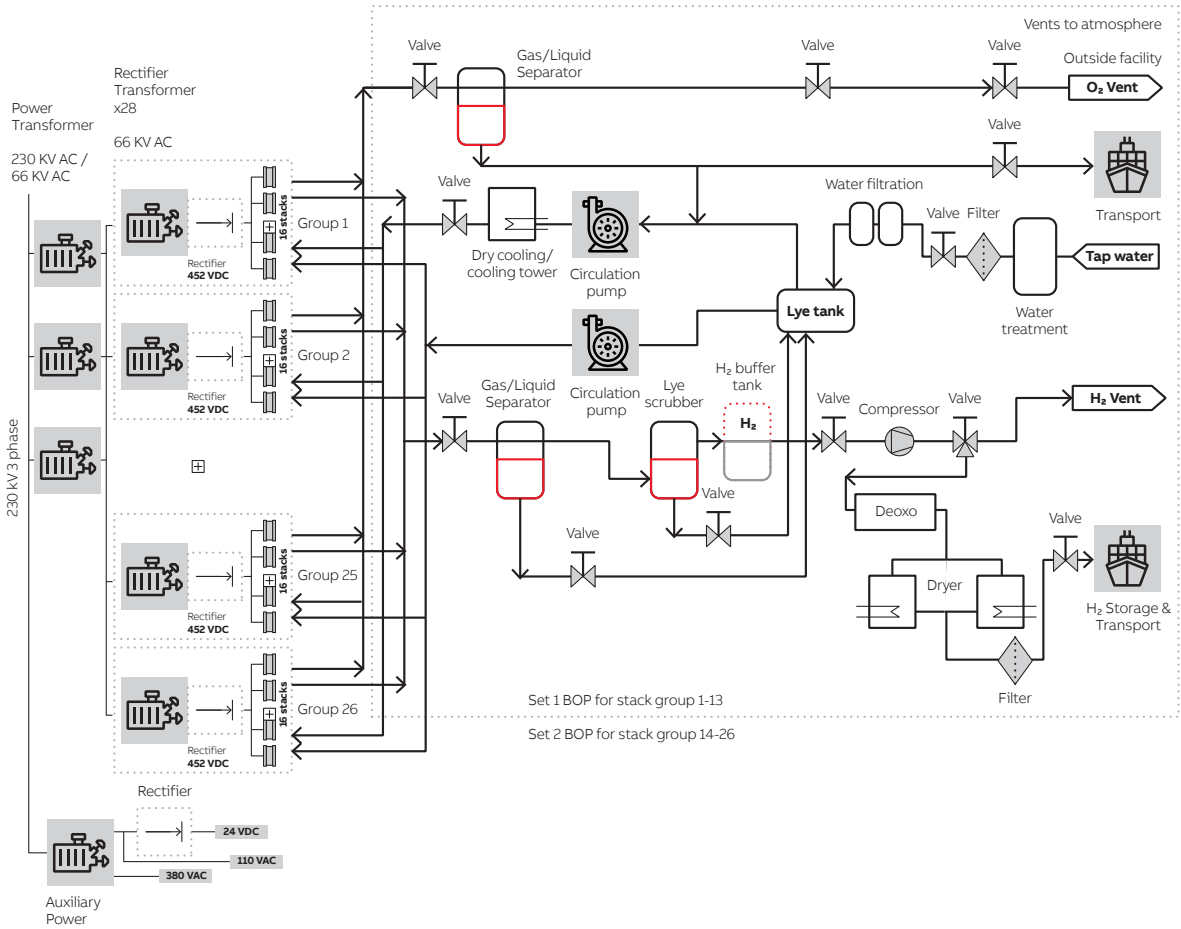 Vents to atmosphere
Valve
Valve
Valve
Gas/Liquid
Separator
Outside facility
O₂ Vent
Rectifier
Transformer
x28
66 KV AC
Power
Transformer
230 KV AC /
66 KV AC
Valve
Transport
16 stacks
Group 1
Rectifier
452 VDC
Valve
Dry cooling/
cooling tower
Circulation
pump
Water filtration
Valve
Filter
Tap water
Water
treatment
Lye tank
16 stacks
Group 2
Rectifier
452 VDC
Circulation
pump
Gas/Liquid
Separator
Valve
Lye
scrubber
H₂ buffer
tank
H₂
Valve
Compressor
Valve
H₂ Vent
230 kV 3 phase
Valve
Valve
Deoxo
Dryer
Valve
H₂ Storage &
Transport
Filter
16 stacks
Group 25
Rectifier
452 VDC
16 stacks
Group 26
Rectifier
452 VDC
Set 1 BOP for stack group 1-13
Set 2 BOP for stack group 14-26
Rectifier
24 VDC
110 VAC
380 VAC
Auxiliary
Power